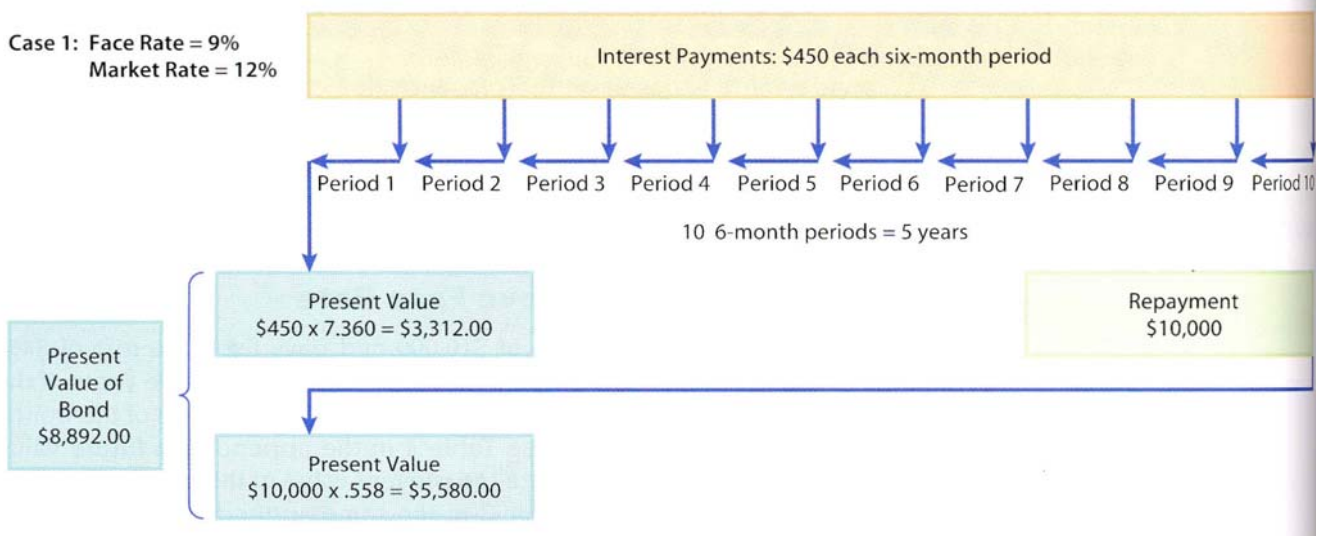 Case 1: Face Rate = 9%
Market Rate = 12%
Interest Payments: $450 each six-month period
Period 1 Period 2 Period 3 Period 4 Period 5 Period 6 Period 7 Period 8 Period 9 Period 10
10 6-month periods = 5 years
Present Value
$450 x 7.360 = $3,312.00
Repayment
$10,000
Present
Value of
Bond
$8,892.00
Present Value
$10,000 x .558 = $5,580.00